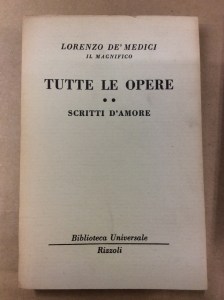 LORENZO DE' MEDICI
IL MAGNIFICO
TUTTE LE OPERE
••
SCRITTI D'AMORE
Biblioteca Universale
Rizzoli